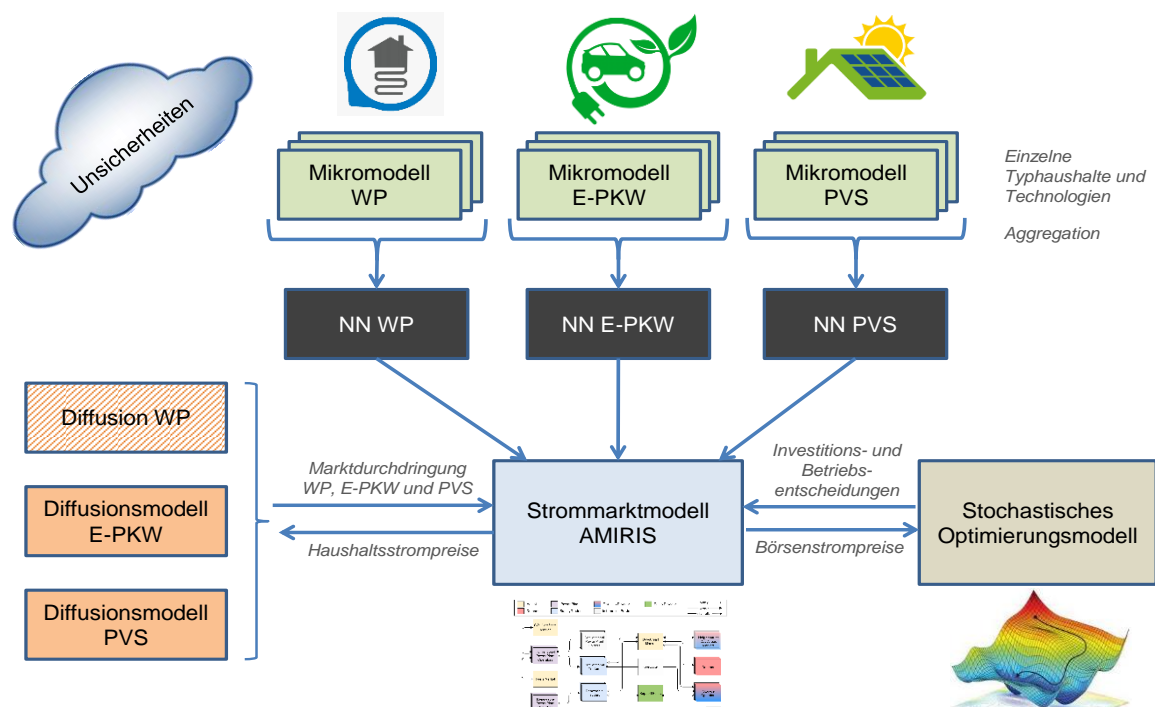 Unsicherheiten
Mikromodell
WP
Mikromodell
E-PKW
Mikromodell
PVS
Einzelne
Typhaushalte und
Technologien
Aggregation
NN WP
NN E-PKW
NN PVS
Diffusion WP
Diffusionsmodell
E-PKW
Diffusionsmodell
PVS
Marktdurchdringung
WP, E-PKW und PVS
Haushaltsstrompreise
Strommarktmodell
AMIRIS
Investitions- und
Betriebs-
entscheidungen
Börsenstrompreise
Stochastisches
Optimierungsmodell